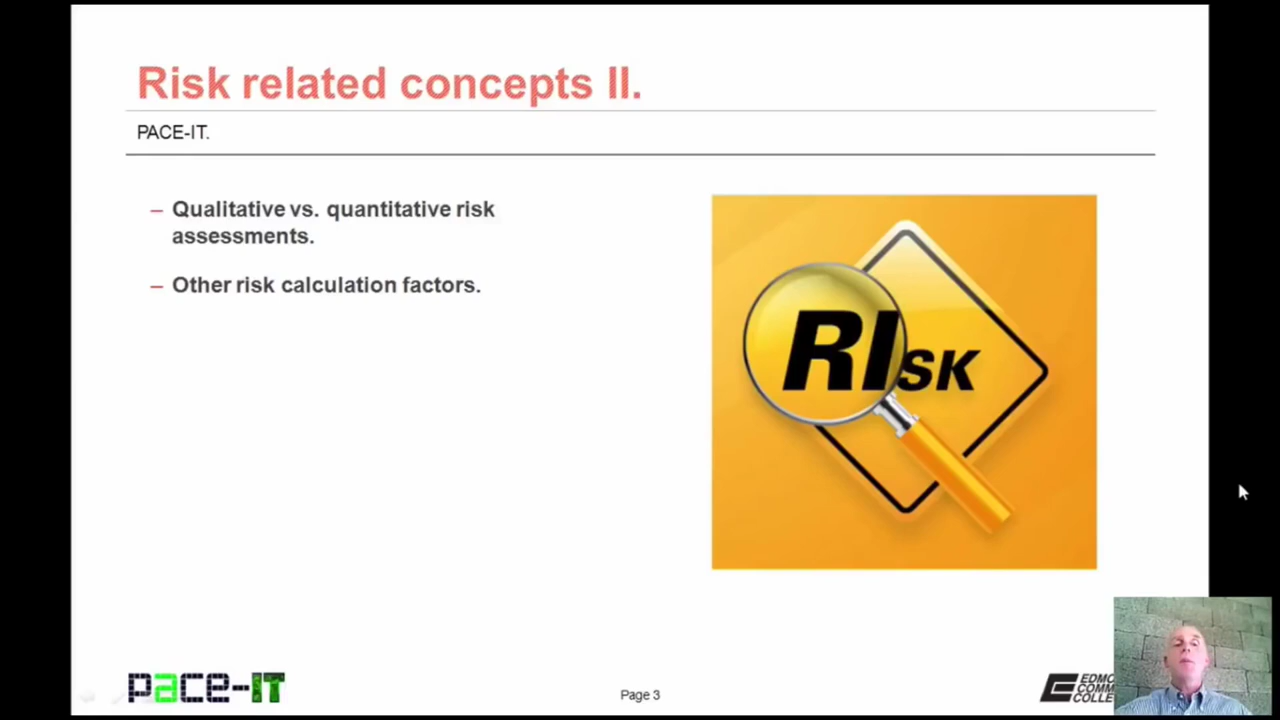 Risk related concepts II.
PACE-IT.
– Qualitative vs. quantitative risk
assessments.
– Other risk calculation factors.
RISK
pace-IT
Page 3